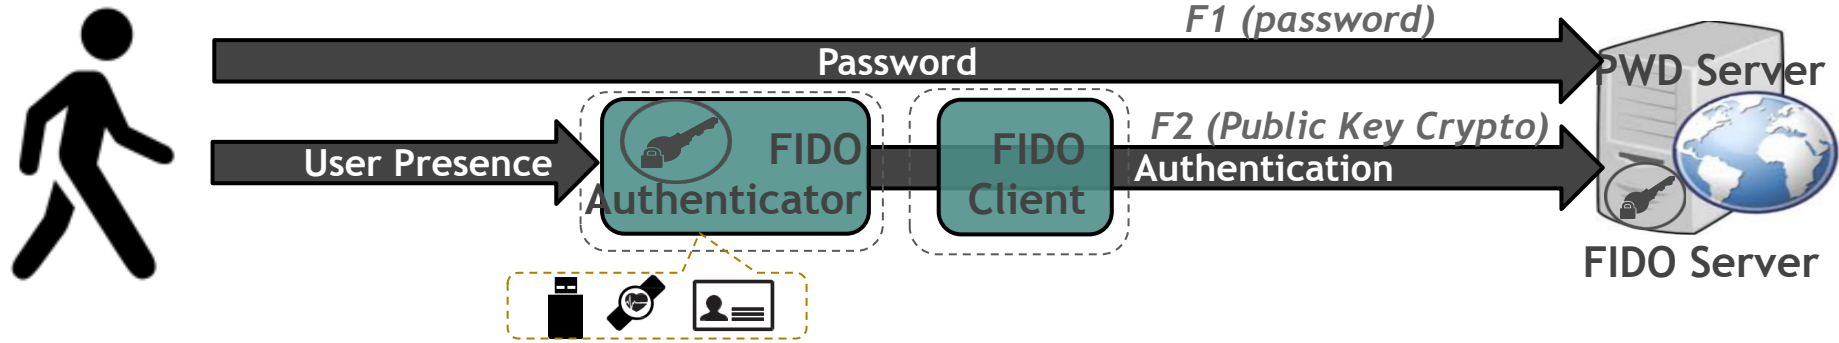 F1 (password)
Password
PWD Server
F2 (Public Key Crypto)
User Presence
FIDO
Authenticator
FIDO
Client
Authentication
FIDO Server